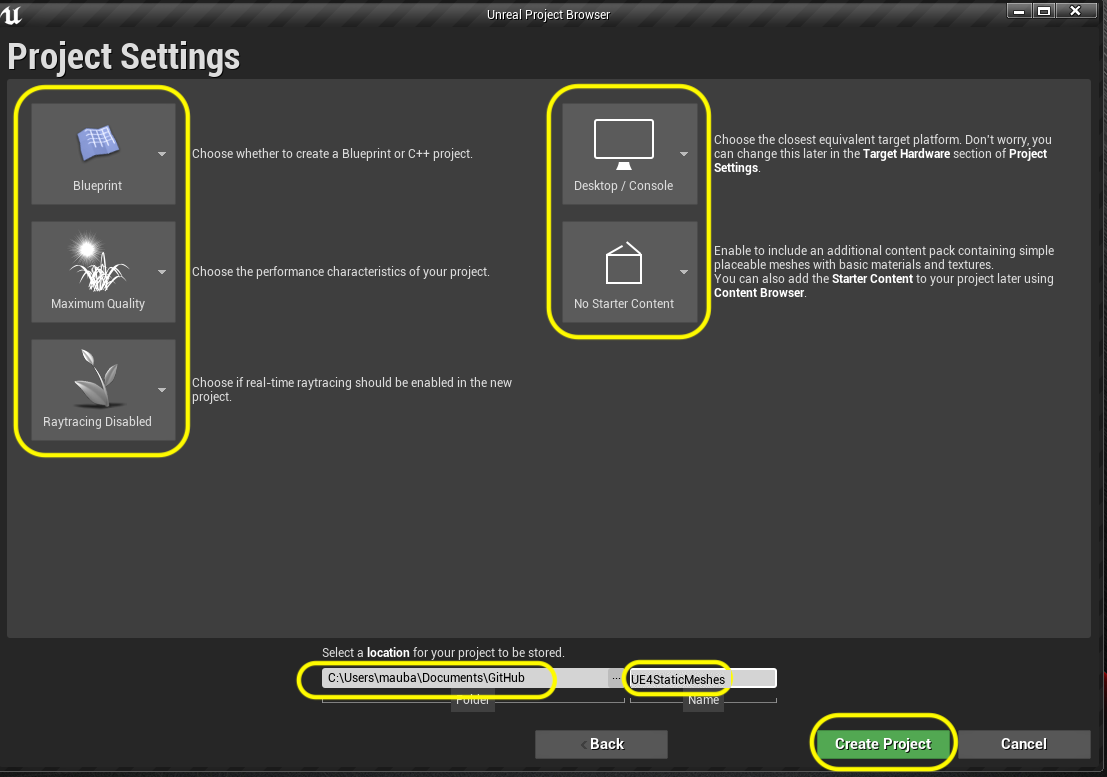 Unreal Project Browser
Project Settings
Blueprint
Choose whether to create a Blueprint or C++ project.
Maximum Quality
Choose the performance characteristics of your project.
Raytracing Disabled
Choose if real-time raytracing should be enabled in the new
project.
Desktop / Console
Choose the closest equivalent target platform. Don't worry, you
can change this later in the Target Hardware section of Project
Settings.
No Starter Content
Enable to include an additional content pack containing simple
placeable meshes with basic materials and textures.
You can also add the Starter Content to your project later using
Content Browser.
Select a location for your project to be stored.
C:\Users\mauba\Documents\GitHub
...
UE4StaticMeshes
Folder
Name
Back
Create Project
Cancel